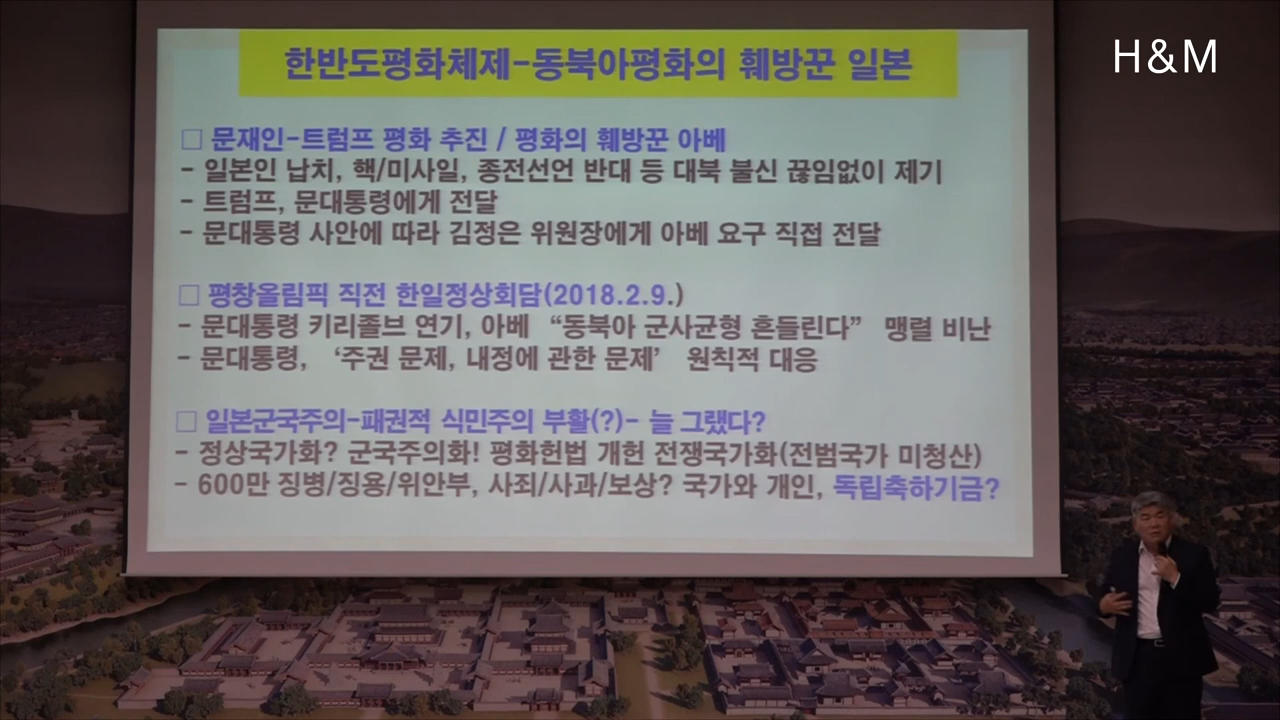 H&M
한반도평화체제-동북아평화의 훼방꾼 일본
□ 문재인-트럼프 평화 추진 / 평화의 훼방꾼 아베
- 일본인 납치, 핵/미사일, 종전선언 반대 등 대북 불신 끊임없이 제기
- 트럼프, 문대통령에게 전달
- 문대통령 사안에 따라 김정은 위원장에게 아베 요구 직접 전달
□ 평창올림픽 직전 한일정상회담(2018.2.9.)
- 문대통령 키리졸브 연기, 아베 “동북아 군사균형 흔들린다” 맹렬 비난
- 문대통령, ‘주권 문제, 내정에 관한 문제’ 원칙적 대응
□ 일본군국주의-패권적 식민주의 부활(?)- 늘 그랬다?
- 정상국가화? 군국주의화! 평화헌법 개헌 전쟁국가화(전범국가 미청산)
- 600만 징병/징용/위안부, 사죄/사과/보상? 국가와 개인, 독립축하기금?